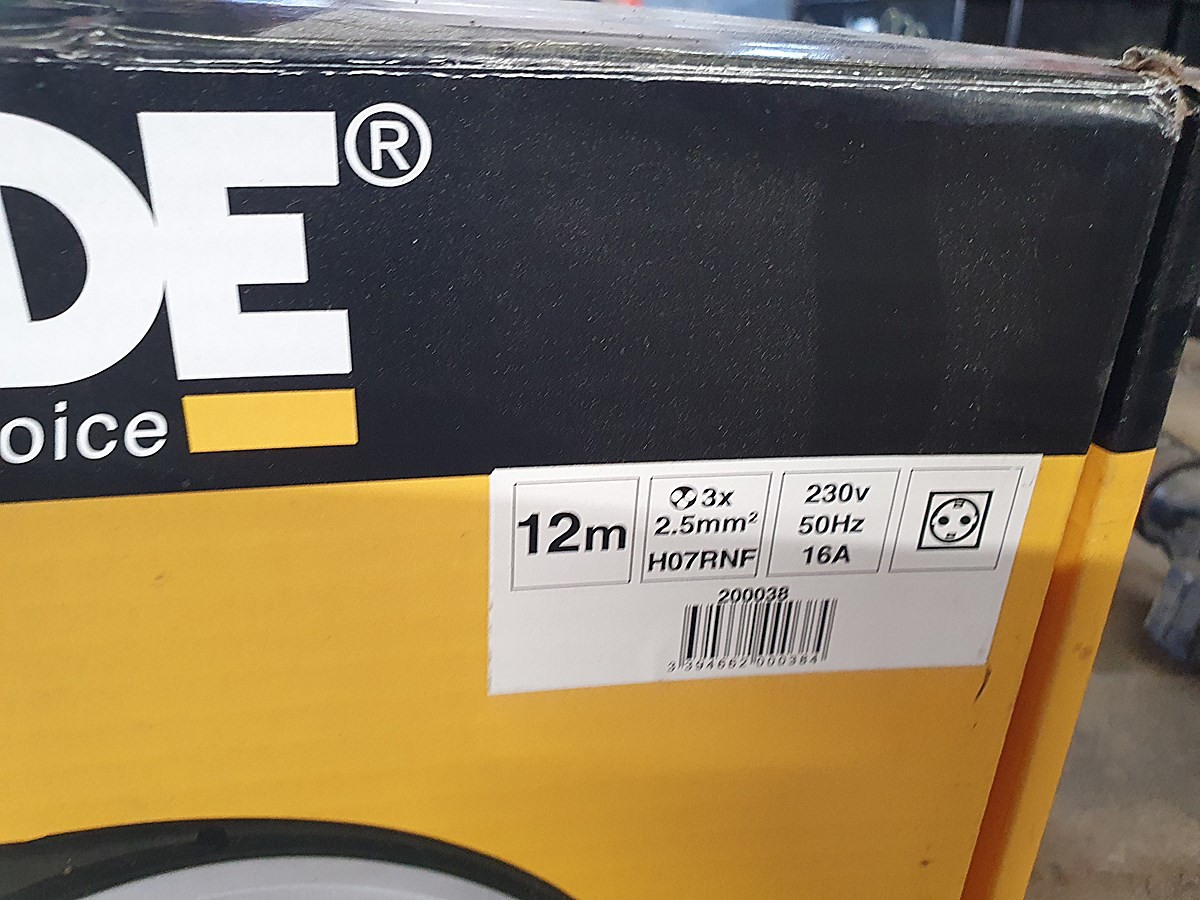 DE®
oice
12m
3x
2.5mm²
H07RNF
230v
50Hz
16A
200038
3 394662 000384